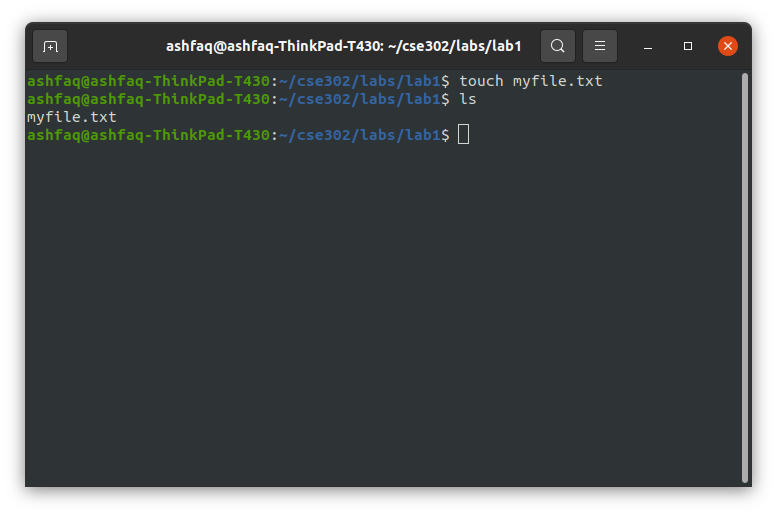 ashfaq@ashfaq-ThinkPad-T430: ~/cse302/labs/lab1
ashfaq@ashfaq-ThinkPad-T430:~/cse302/labs/lab1$ touch myfile.txt
ashfaq@ashfaq-ThinkPad-T430:~/cse302/labs/lab1$ ls
myfile.txt
ashfaq@ashfaq-ThinkPad-T430:~/cse302/labs/lab1$